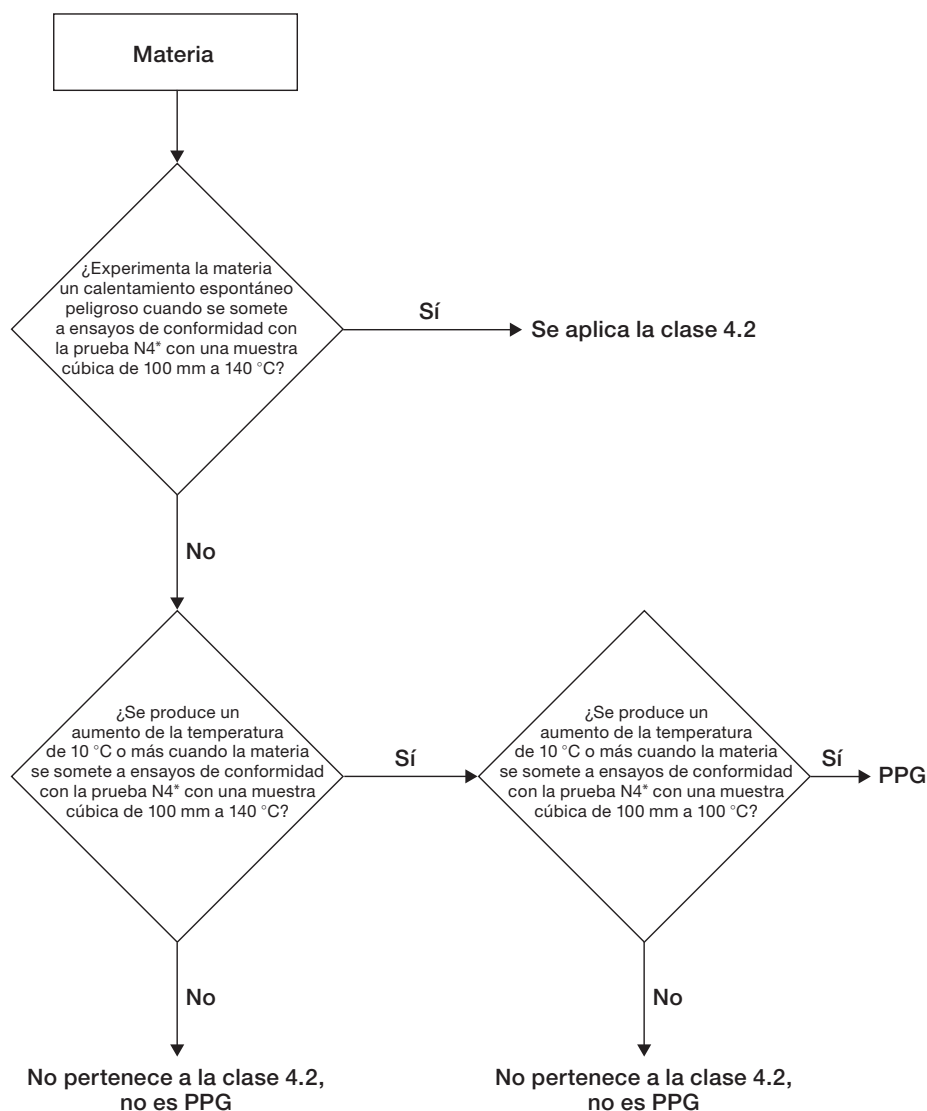 Materia
¿Experimenta la materia
un calentamiento espontáneo
peligroso cuando se somete
a ensayos de conformidad con
la prueba N4* con una muestra
cúbica de 100 mm a 140 °C?
Sí
Se aplica la clase 4.2
No
¿Se produce un
aumento de la temperatura
de 10 °C o más cuando la materia
se somete a ensayos de conformidad
con la prueba N4* con una muestra
cúbica de 100 mm a 140 °C?
Sí
¿Se produce un
aumento de la temperatura
de 10 °C o más cuando la materia
se somete a ensayos de conformidad
con la prueba N4* con una muestra
cúbica de 100 mm a 100 °C?
Sí
PPG
No
No pertenece a la clase 4.2,
no es PPG
No
No pertenece a la clase 4.2,
no es PPG